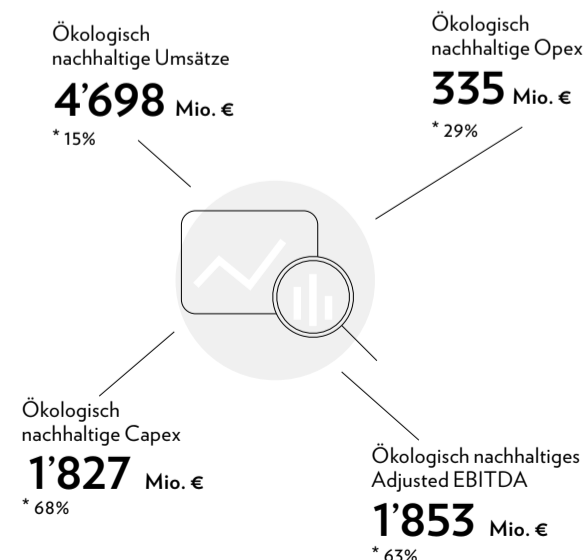 Ökologisch
nachhaltige Umsätze
4’698 Mio. €
* 15%
Ökologisch
nachhaltige Opex
335 Mio. €
* 29%
Ökologisch
nachhaltige Capex
1’827 Mio. €
* 68%
Ökologisch nachhaltiges
Adjusted EBITDA
1’853 Mio. €
* 63%